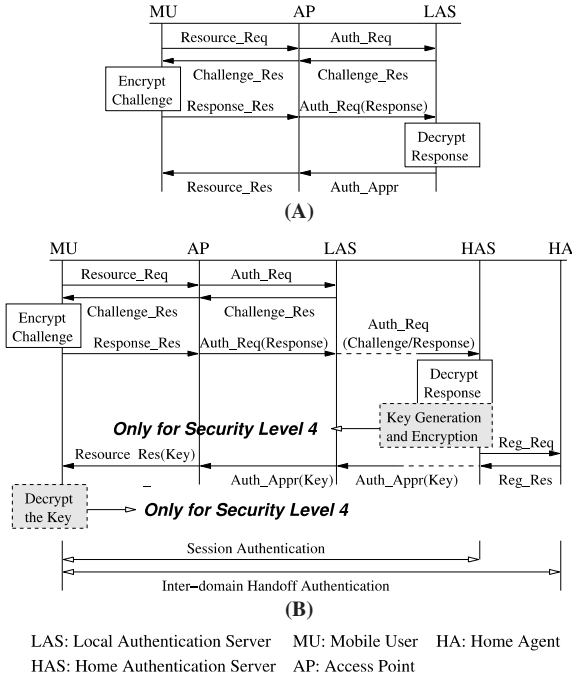 MU AP LAS
Resource_Req Auth_Req
Challenge_Res Challenge_Res
Encrypt
Challenge
Response_Res Auth_Req(Response)
Decrypt
Response
Resource_Res Auth_Appr
(A)
MU AP LAS HAS HA
Resource_Req Auth_Req
Challenge_Res Challenge_Res
Encrypt
Challenge
Auth_Req
Response_Res Auth_Req(Response) (Challenge/Response)
Decrypt
Response
Only for Security Level 4
Key Generation
and Encryption
Reg_Req
Resource Res(Key)
_ Auth_Appr(Key) Auth_Appr(Key) Reg_Res
Decrypt
the Key
Only for Security Level 4
Session Authentication
Inter-domain Handoff Authentication
(B)
LAS: Local Authentication Server MU: Mobile User HA: Home Agent
HAS: Home Authentication Server AP: Access Point